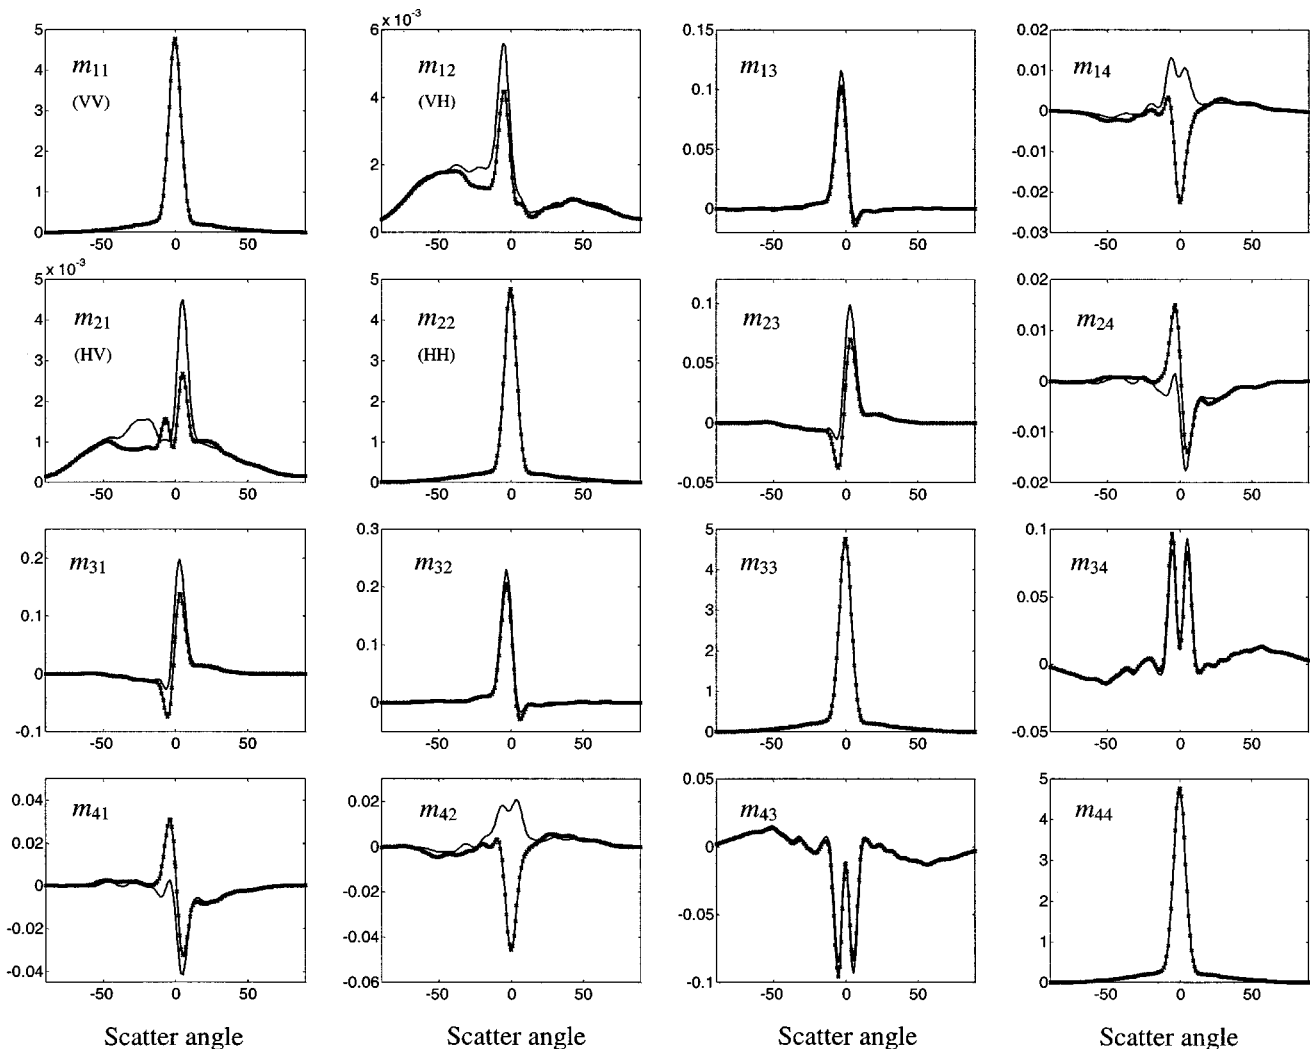 5
4
3
2
1
0
-50 0 50
m11
(VV)
x 10-3
6
4
2
0
-50 0 50
m12
(VH)
0.15
0.1
0.05
0
-50 0 50
m13
0.02
0.01
0
-0.01
-0.02
-0.03
-50 0 50
m14
x 10-3
5
4
3
2
1
0
-50 0 50
m21
(HV)
5
4
3
2
1
0
-50 0 50
m22
(HH)
0.1
0.05
0
-0.05
-50 0 50
m23
0.02
0.01
0
-0.01
-0.02
-50 0 50
m24
0.2
0.1
0
-0.1
-50 0 50
m31
0.3
0.2
0.1
0
-50 0 50
m32
5
4
3
2
1
0
-50 0 50
m33
0.1
0.05
0
-0.05
-50 0 50
m34
0.04
0.02
0
-0.02
-0.04
-50 0 50
m41
0.02
0
-0.02
-0.04
-0.06
-50 0 50
m42
0.05
0
-0.05
-0.1
-50 0 50
m43
5
4
3
2
1
0
-50 0 50
m44
Scatter angle
Scatter angle
Scatter angle
Scatter angle